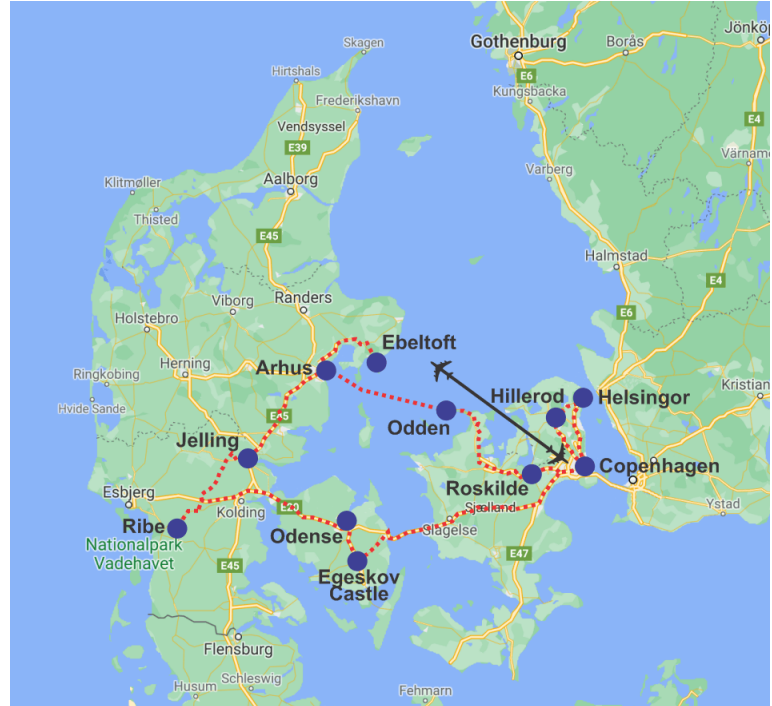 Skagen
Gothenburg
Borås
Jönköp
Hirtshals
E6
Kungsbacka
Frederikshavn
Vendsyssel
E4
E39
Värnamo
Klitmøller
Aalborg
Varberg
Thisted
E45
Halmstad
E4
Viborg
Randers
E6
Holstebro
Ebeltoft
Herning
Arhus
Ringkobing
Hillerod
Helsingor
Kristian
Hvide Sande
E45
Odden
Jelling
Copenhagen
Roskilde
Esbjerg
Kolding
E20
Sjælland
Ystad
Ribe
Odense
Slagelse
Nationalpark
Vadehavet
E47
E45
Egeskov
Castle
Flensburg
Schleswig
Husum
Fehmarn